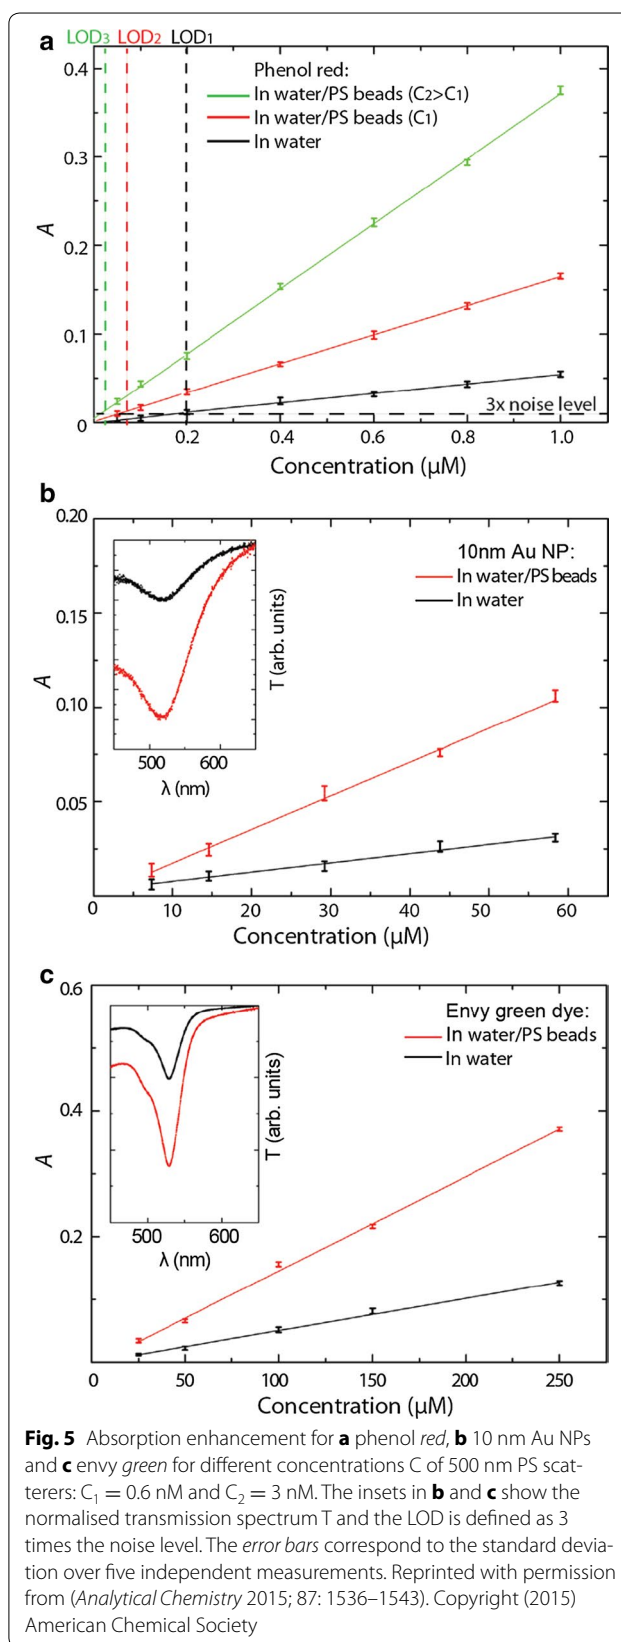 a
LOD3 LOD2 LOD1
0.4
Phenol red:
In water/PS beads (C2>C1)
In water/PS beads (C1)
In water
0.3
A
0.2
0.1
3x noise level
0
0.2 0.4 0.6 0.8 1.0
Concentration (µM)
b
0.20
10nm Au NP:
In water/PS beads
In water
0.15
T (arb. units)
A
0.10
500 600
λ (nm)
0.05
0 10 20 30 40 50 60
Concentration (µM)
c
0.6
Envy green dye:
In water/PS beads
In water
T (arb. units)
0.4
A
500 600
λ (nm)
0.2
0 50 100 150 200 250
Concentration (µM)
Fig. 5 Absorption enhancement for a phenol red, b 10 nm Au NPs
and c envy green for different concentrations C of 500 nm PS scat-
terers: C₁ = 0.6 nM and C₂ = 3 nM. The insets in b and c show the
normalised transmission spectrum T and the LOD is defined as 3
times the noise level. The error bars correspond to the standard devia-
tion over five independent measurements. Reprinted with permission
from (Analytical Chemistry 2015; 87: 1536–1543). Copyright (2015)
American Chemical Society